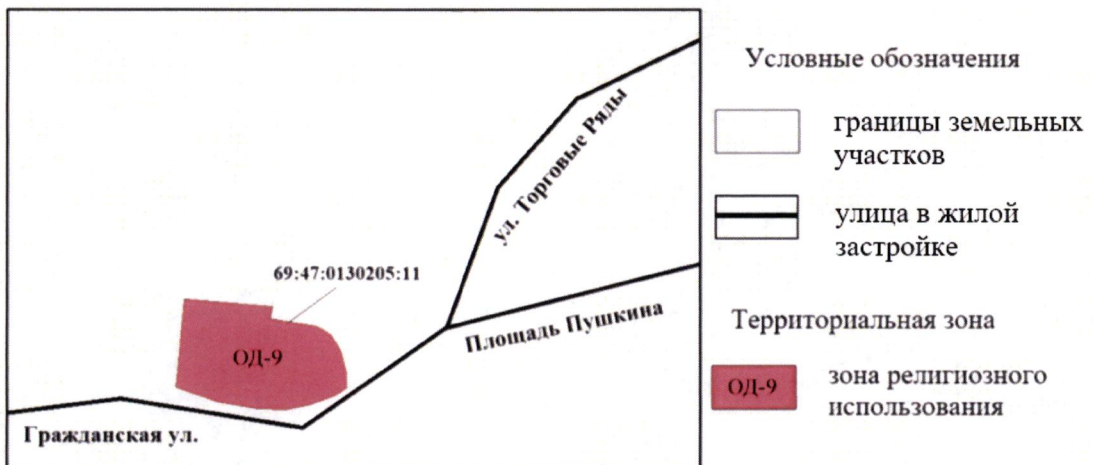 Условные обозначения
границы земельных
участков
улица в жилой
застройке
Территориальная зона
ОД-9
зона религиозного
использования
ул. Торговые Ряды
69:47:0130205:11
ОД-9
Площадь Пушкина
Гражданская ул.